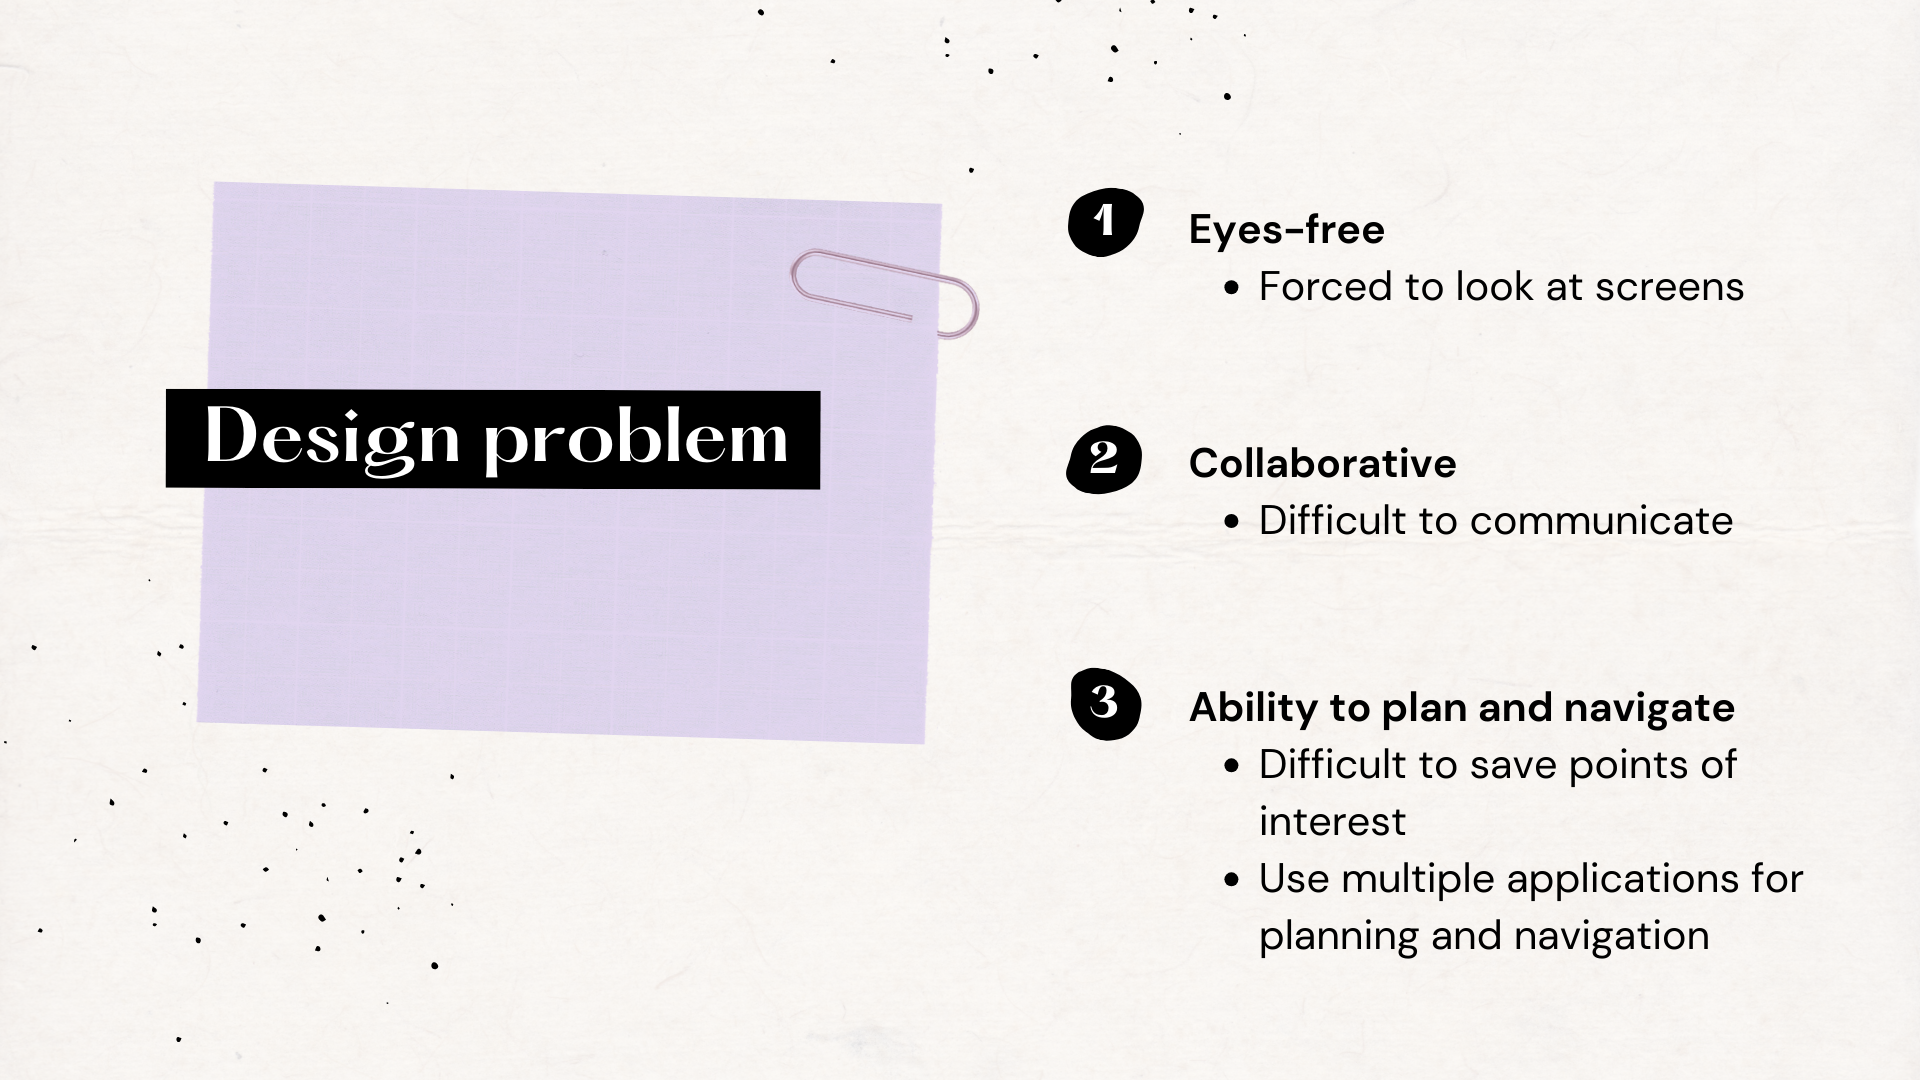 Design problem
1
Eyes-free
• Forced to look at screens
2
Collaborative
• Difficult to communicate
3
Ability to plan and navigate
• Difficult to save points of
interest
• Use multiple applications for
planning and navigation